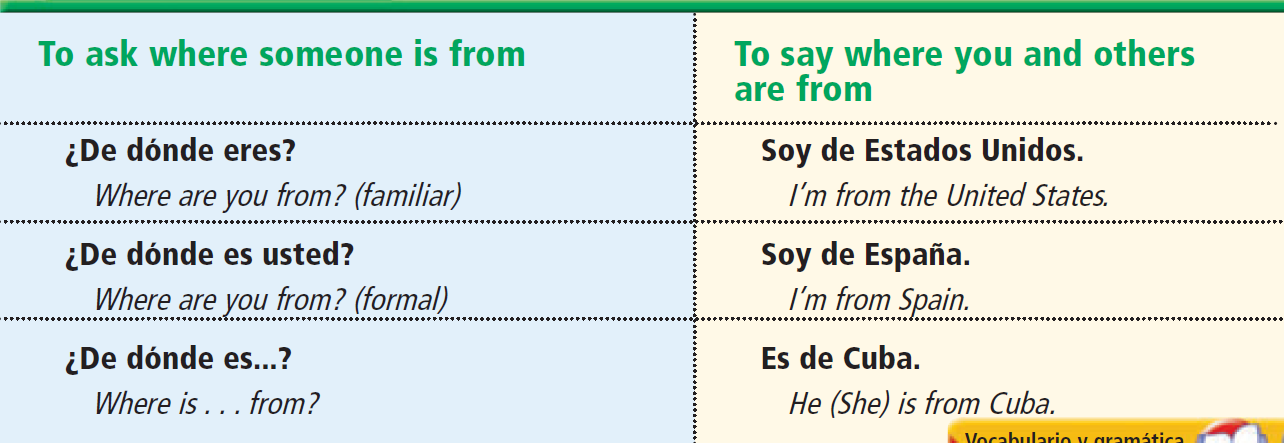 To ask where someone is from
¿De dónde eres?
Where are you from? (familiar)
¿De dónde es usted?
Where are you from? (formal)
¿De dónde es...?
Where is . . . from?
To say where you and others
are from
Soy de Estados Unidos.
I'm from the United States.
Soy de España.
I'm from Spain.
Es de Cuba.
He (She) is from Cuba.
Vocabulario y gramática